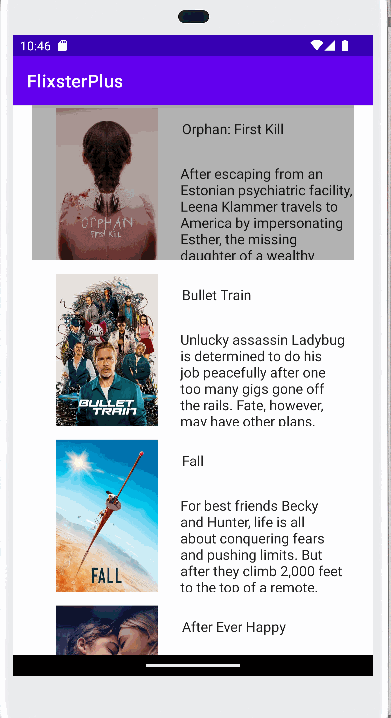 10:46
FlixsterPlus
Orphan: First Kill
After escaping from an
Estonian psychiatric facility,
Leena Klammer travels to
America by impersonating
Esther, the missing
daughter of a wealthy
ORPHAN
FIRST KILL
Bullet Train
Unlucky assassin Ladybug
is determined to do his
job peacefully after one
too many gigs gone off
the rails. Fate, however,
may have other plans,
BULLET
TRAIN
Fall
For best friends Becky
and Hunter, life is all
about conquering fears
and pushing limits. But
after they climb 2,000 feet
to the top of a remote,
FALL
After Ever Happy